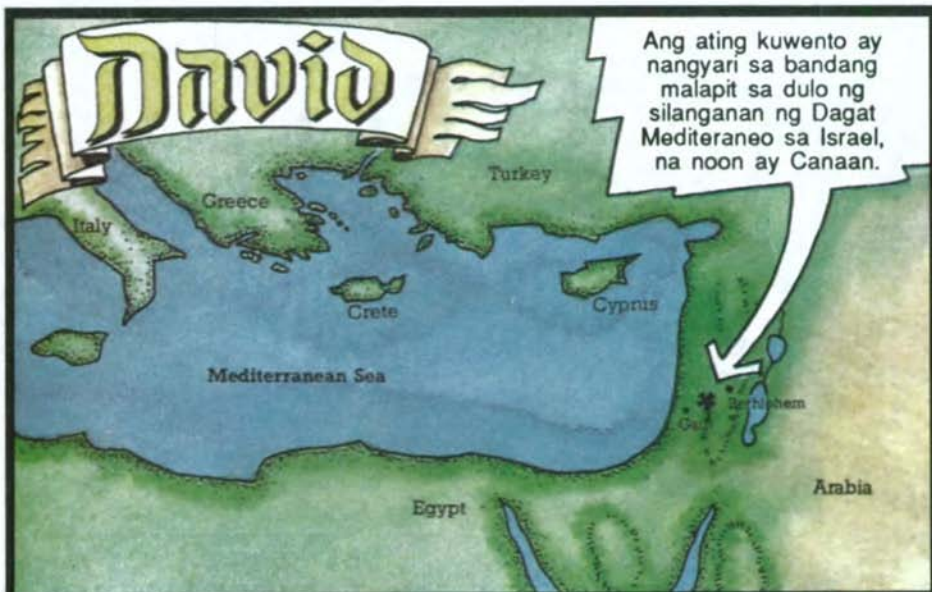 David
Ang ating kuwento ay
nangyari sa bandang
malapit sa dulo ng
silanganan ng Dagat
Mediteraneo sa Israel,
na noon ay Canaan.
Turkey
Greece
Italy
Crete
Cyprus
Mediterranean Sea
Bethlehem
Egypt
Arabia